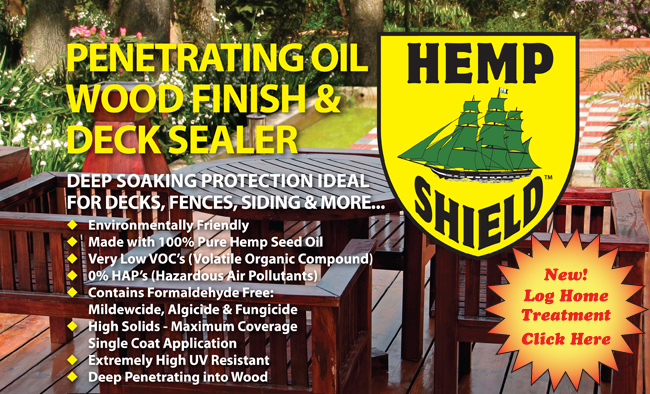 PENETRATING OIL
WOOD FINISH &
DECK SEALER
DEEP SOAKING PROTECTION IDEAL
FOR DECKS, FENCES, SIDING & MORE...
Environmentally Friendly
Made with 100% Pure Hemp Seed Oil
Very Low VOC's (Volatile Organic Compound)
0% HAP's (Hazardous Air Pollutants)
Contains Formaldehyde Free:
Mildewcide, Algicide & Fungicide
High Solids - Maximum Coverage
Single Coat Application
Extremely High UV Resistant
Deep Penetrating into Wood
HEMP
SHIELD™
New!
Log Home
Treatment
Click Here